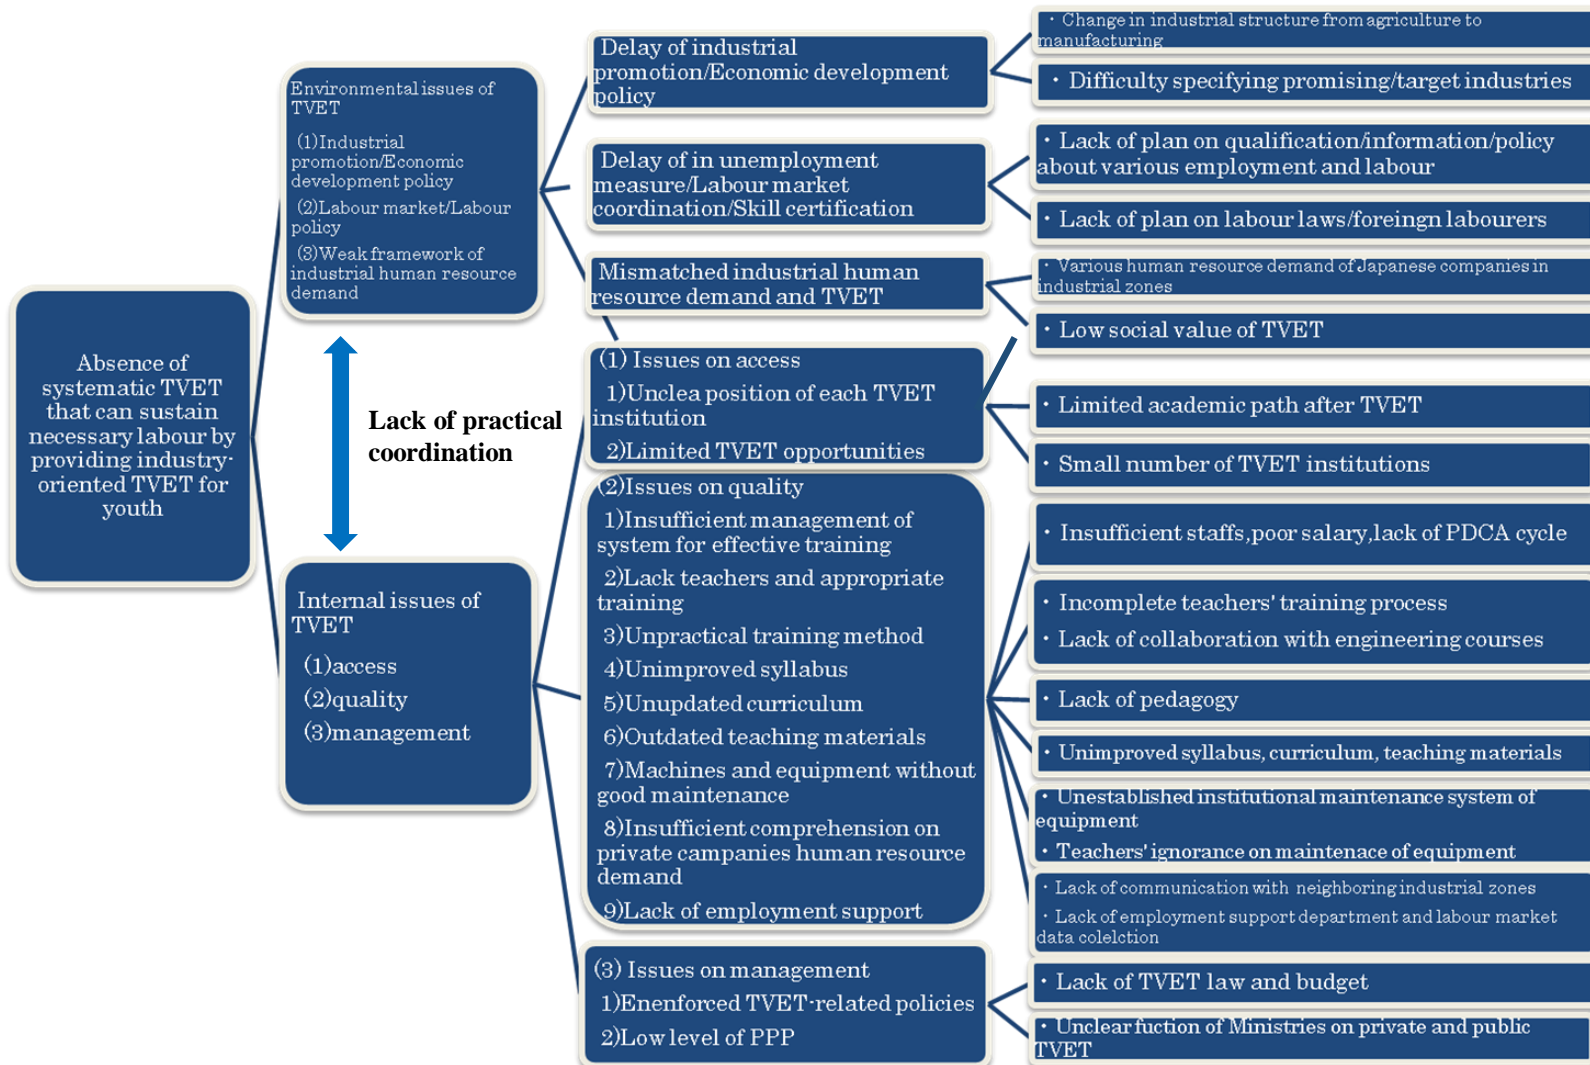 Absence of
systematic TVET
that can sustain
necessary labour by
providing industry-
oriented TVET for
youth
Environmental issues of
TVET
(1)Industrial
promotion/Economic
development policy
(2)Labour market/Labour
policy
(3)Weak framework of
industrial human resource
demand
Lack of practical
coordination
Internal issues of
TVET
(1)access
(2)quality
(3)management
Delay of industrial
promotion/Economic development
policy
Delay of in unemployment
measure/Labour market
coordination/Skill certification
Mismatched industrial human
resource demand and TVET
(1) Issues on access
1)Unclea position of each TVET
institution
2)Limited TVET opportunities
(2)Issues on quality
1)Insufficient management of
system for effective training
2)Lack teachers and appropriate
training
3)Unpractical training method
4)Unimproved syllabus
5)Unupdated curriculum
6)Outdated teaching materials
7)Machines and equipment without
good maintenance
8)Insufficient comprehension on
private campanies human resource
demand
9)Lack of employment support
(3) Issues on management
1)Enenforced TVET-related policies
2)Low level of PPP
・Change in industrial structure from agriculture to
manufacturing
・Difficulty specifying promising/target industries
・Lack of plan on qualification/information/policy
about various employment and labour
・Lack of plan on labour laws/foreingn labourers
・Various human resource demand of Japanese companies in
industrial zones
・Low social value of TVET
・Limited academic path after TVET
・Small number of TVET institutions
・Insufficient staffs,poor salary,lack of PDCA cycle
・Incomplete teachers' training process
・Lack of collaboration with engineering courses
・Lack of pedagogy
・Unimproved syllabus, curriculum, teaching materials
・Unestablished institutional maintenance system of
equipment
・Teachers' ignorance on maintenace of equipment
・Lack of communication with neighboring industrial zones
・Lack of employment support department and labour market
data colelction
・Lack of TVET law and budget
・Unclear fuction of Ministries on private and public
TVET